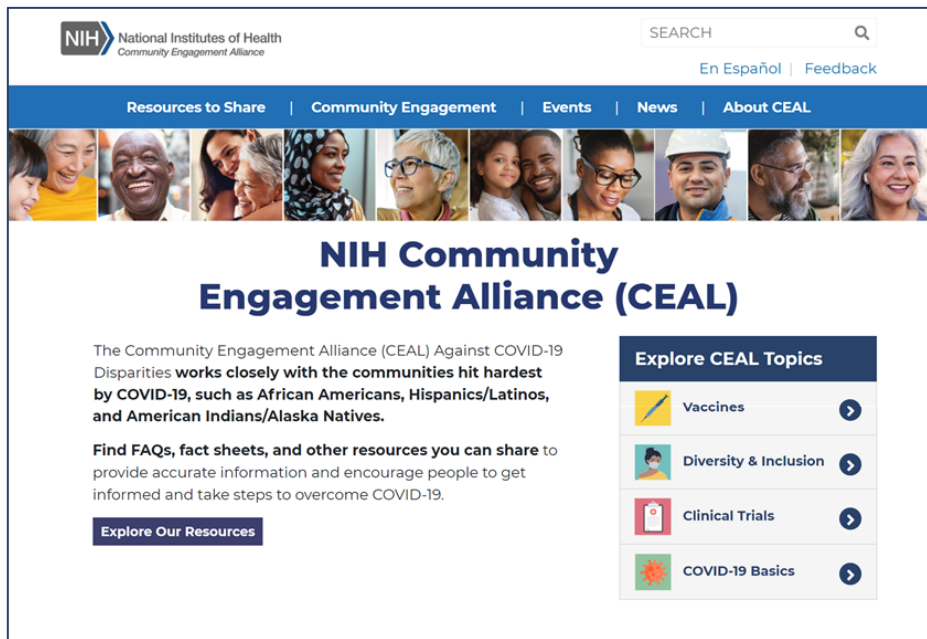 NIH
National Institutes of Health
Community Engagement Alliance
SEARCH
En Español | Feedback
Resources to Share | Community Engagement | Events | News | About CEAL
NIH Community
Engagement Alliance (CEAL)
The Community Engagement Alliance (CEAL) Against COVID-19
Disparities works closely with the communities hit hardest
by COVID-19, such as African Americans, Hispanics/Latinos,
and American Indians/Alaska Natives.
Find FAQs, fact sheets, and other resources you can share to
provide accurate information and encourage people to get
informed and take steps to overcome COVID-19.
Explore Our Resources
Explore CEAL Topics
Vaccines
Diversity & Inclusion
Clinical Trials
COVID-19 Basics